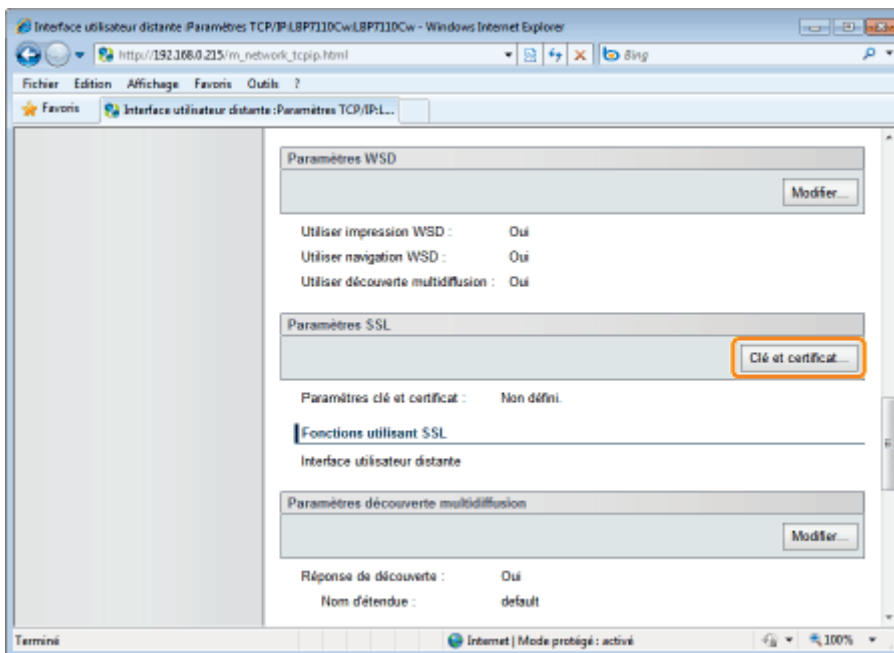 Interface utilisateur distante :Paramètres TCP/IP:LBP7110Cw:LBP7110Cw - Windows Internet Explorer
http://192.168.0.215/m_network_tcpip.html
Bing
Fichier Edition Affichage Favoris Outils ?
Favoris Interface utilisateur distante :Paramètres TCP/IP:L...
Paramètres WSD
Modifier...
Utiliser impression WSD : Oui
Utiliser navigation WSD : Oui
Utiliser découverte multidiffusion : Oui
Paramètres SSL
Clé et certificat...
Paramètres clé et certificat : Non défini.
Fonctions utilisant SSL
Interface utilisateur distante
Paramètres découverte multidiffusion
Modifier...
Réponse de découverte : Oui
Nom d'étendue : default
Terminé Internet | Mode protégé : activé 100%